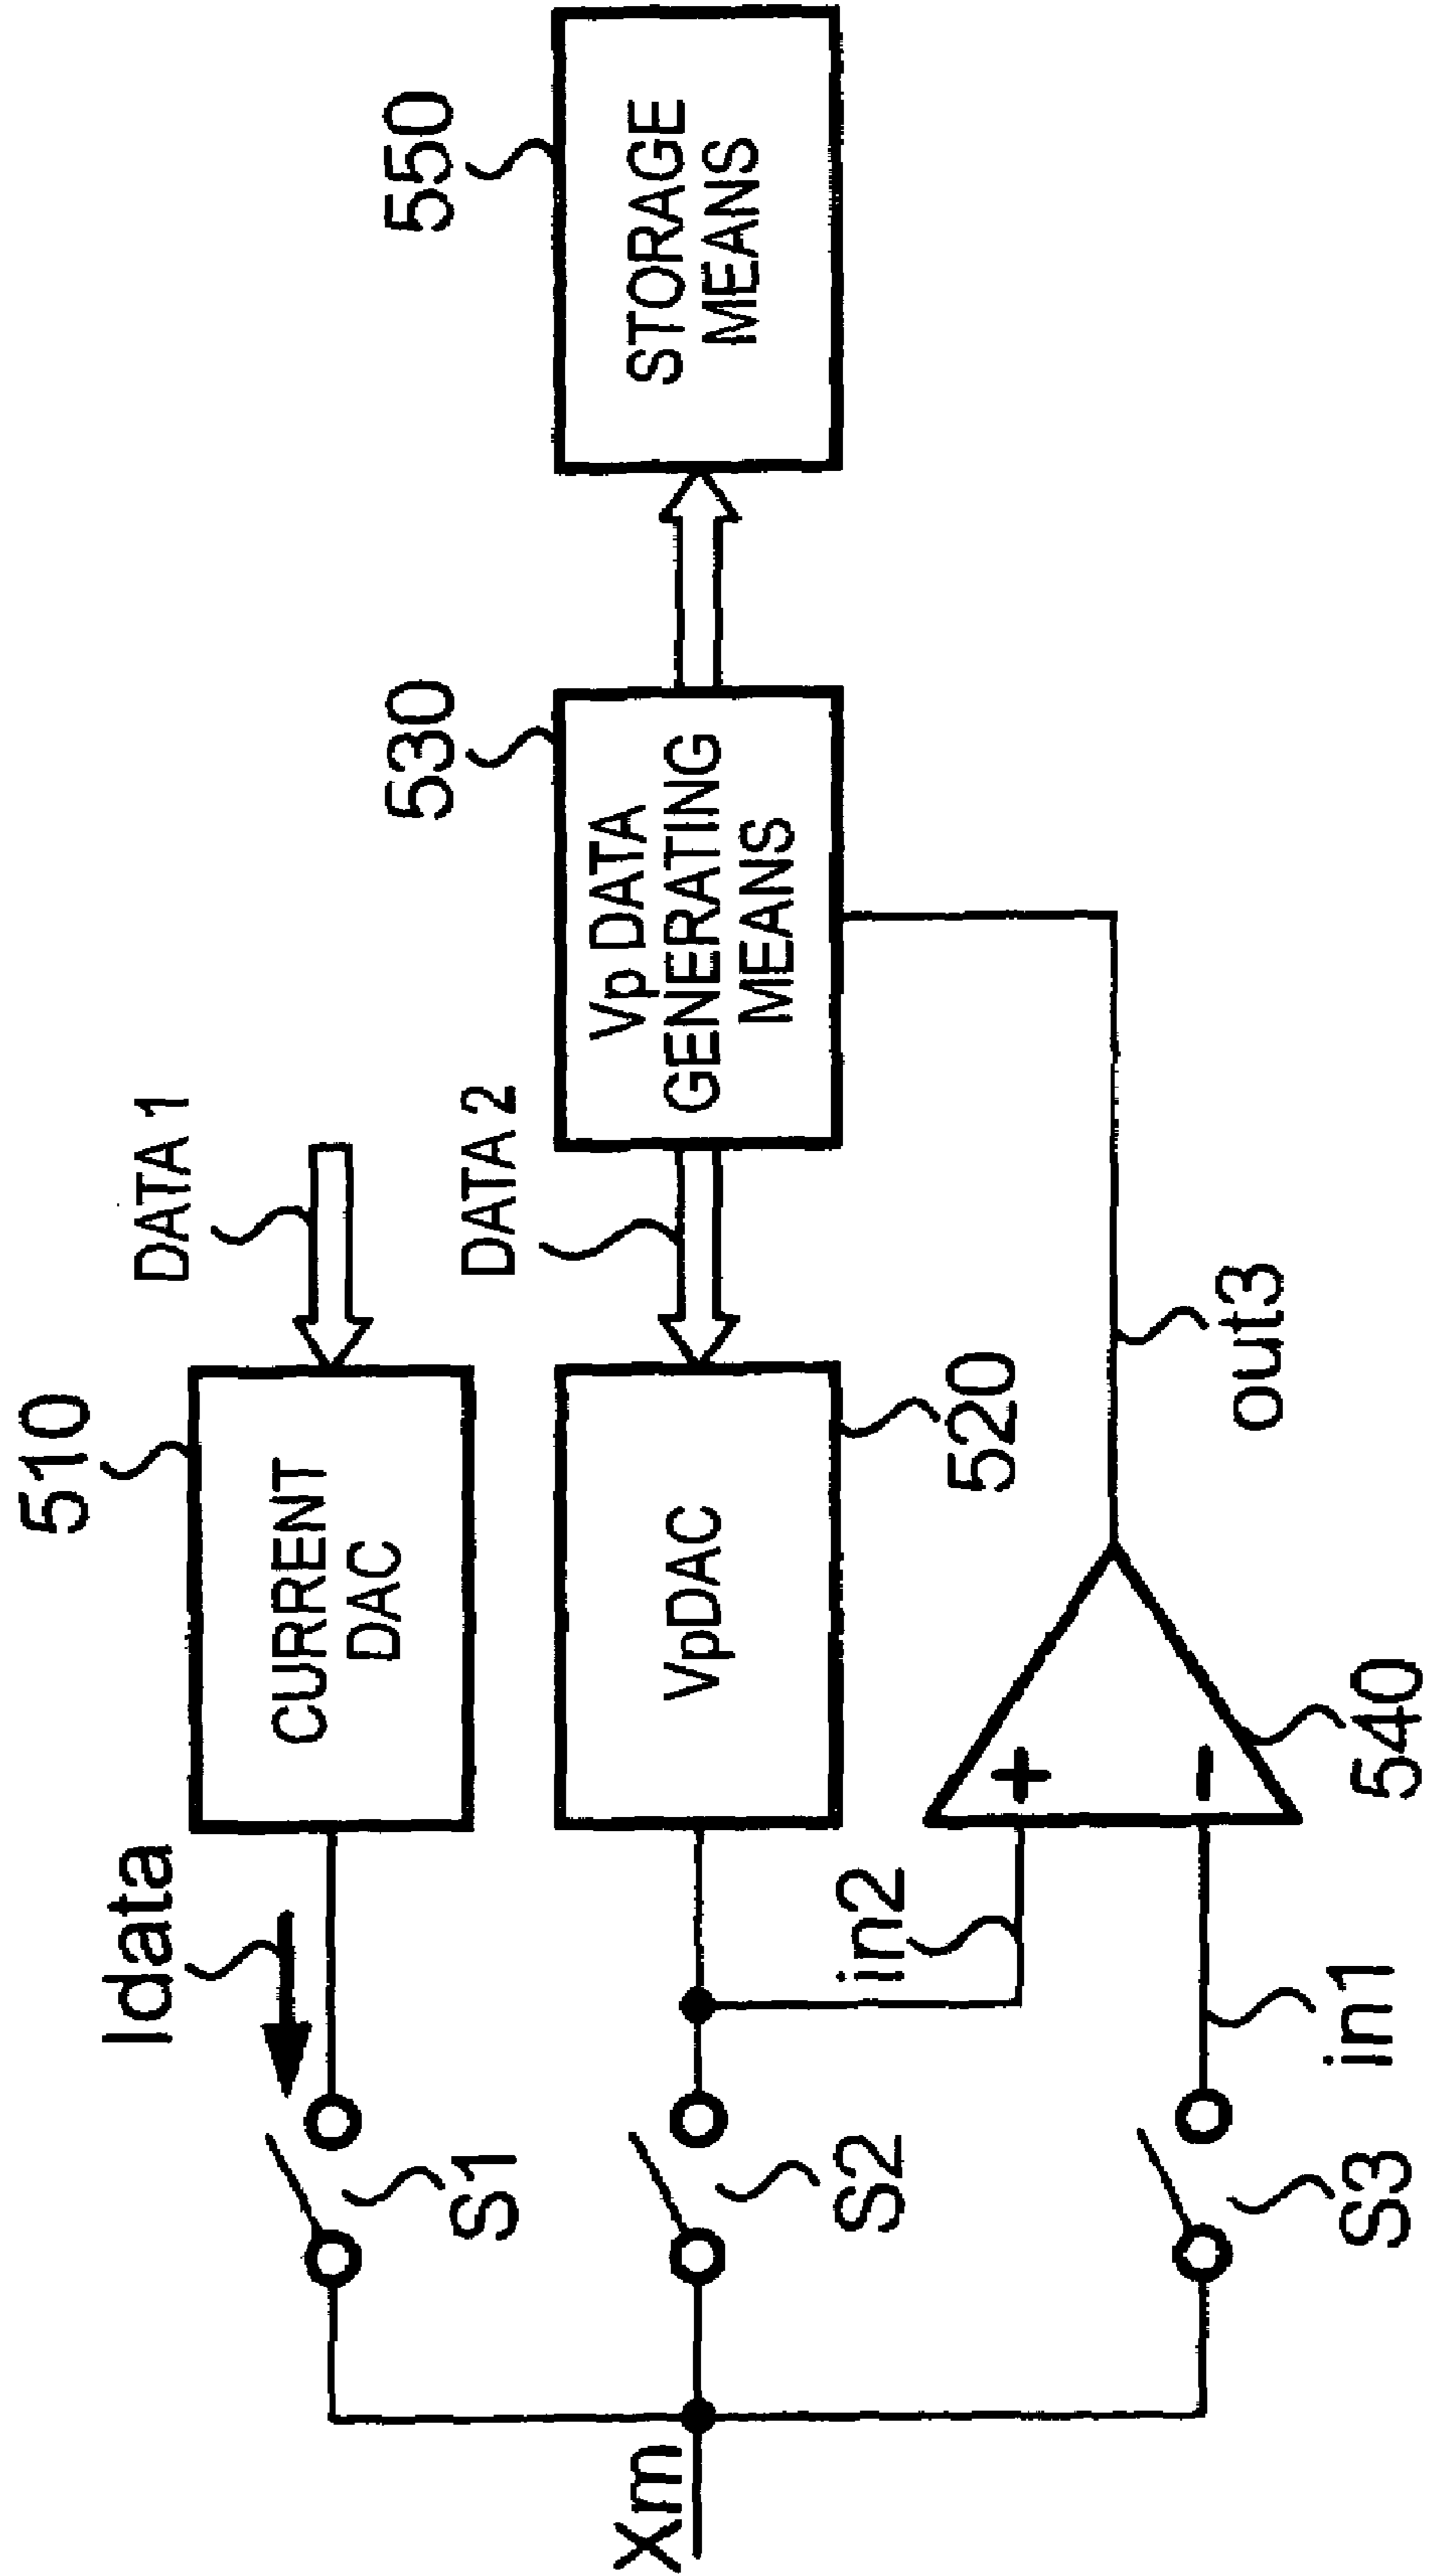 510
CURRENT
DAC
Idata
DATA 1
S1
Xm
VpDAC
520
DATA 2
530
Vp DATA
GENERATING
MEANS
550
STORAGE
MEANS
S2
in2
+
-
540
out3
in1
S3